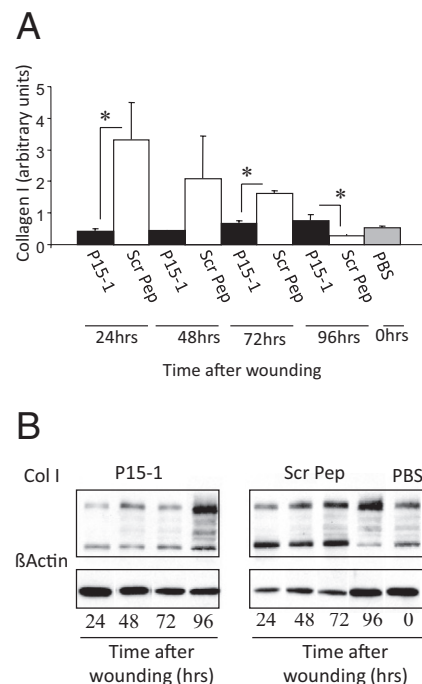 A
Collagen I (arbitrary units)
5
4
3
2
1
0
* * *
P15-1 Scr Pep P15-1 Scr Pep P15-1 Scr Pep P15-1 Scr Pep PBS
24hrs 48hrs 72hrs 96hrs 0hrs
Time after wounding
B
Col I P15-1 Scr Pep PBS
ßActin
24 48 72 96 24 48 72 96 0
Time after Time after
wounding (hrs) wounding (hrs)